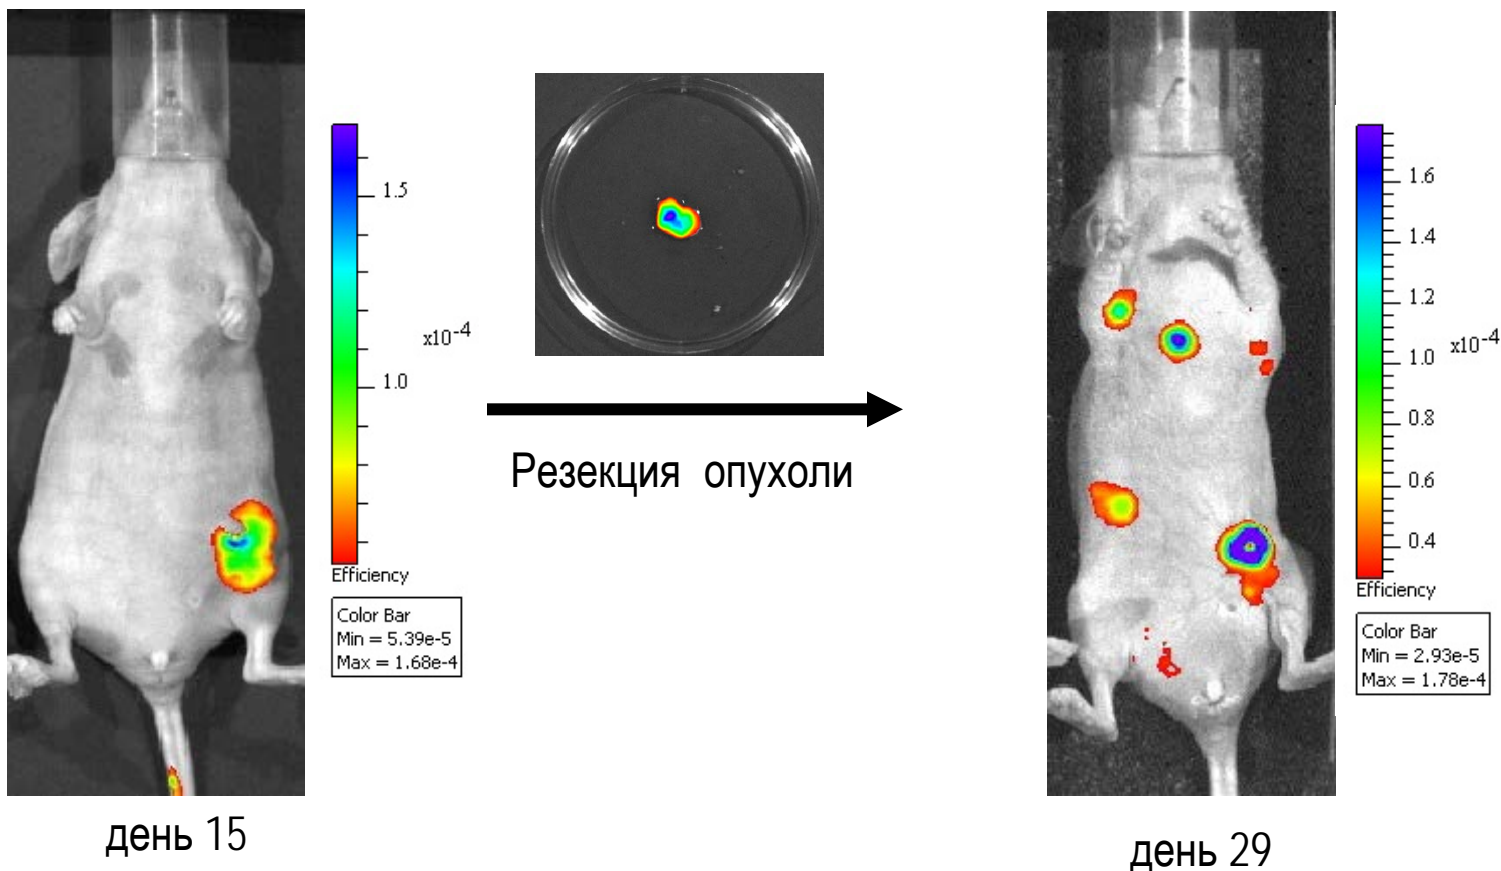 1.5
x10-4
1.0
Efficiency
Color Bar
Min = 5.39e-5
Max = 1.68e-4
день 15
Резекция опухоли
1.6
1.4
1.2
1.0
x10-4
0.8
0.6
0.4
Efficiency
Color Bar
Min = 2.93e-5
Max = 1.78e-4
день 29